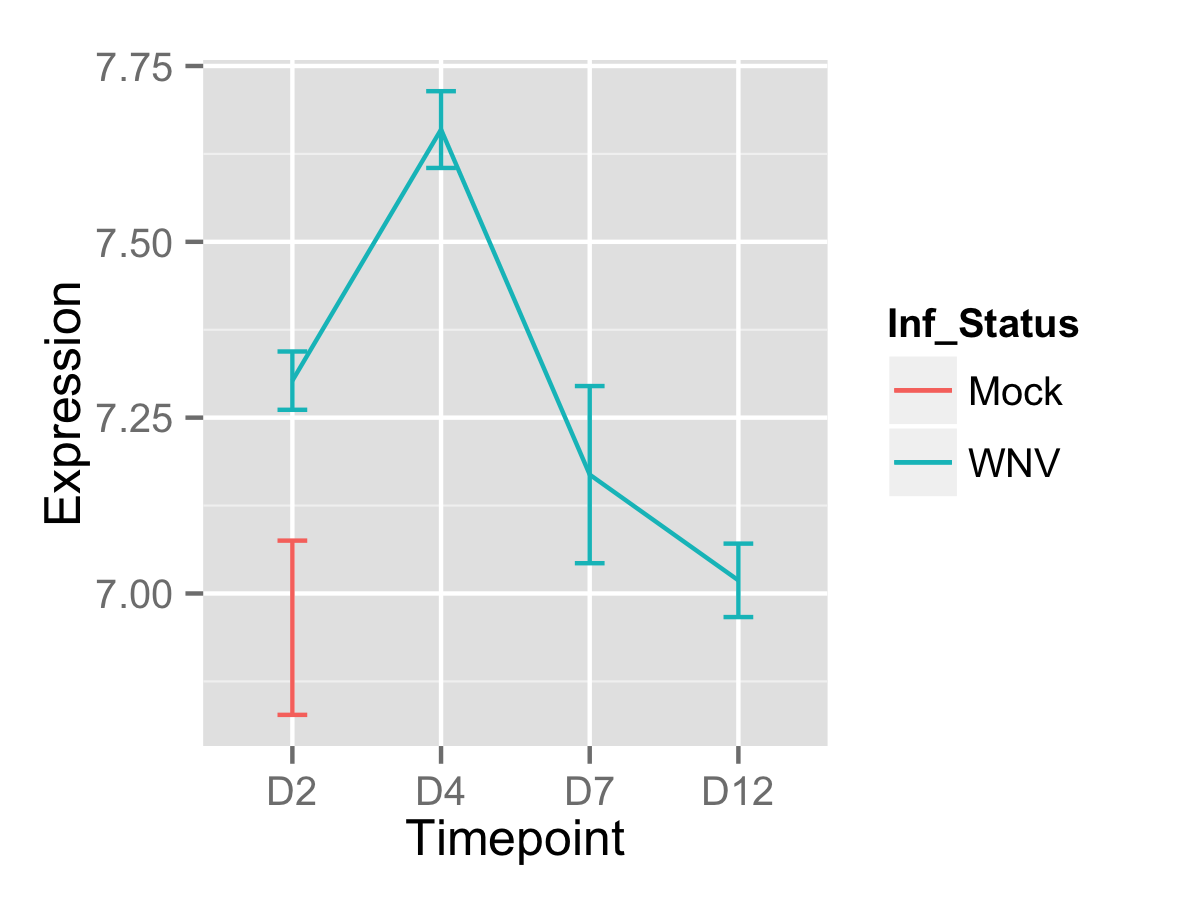 7.75
7.50
7.25
7.00
Expression
D2 D4 D7 D12
Timepoint
Inf_Status
Mock
WNV